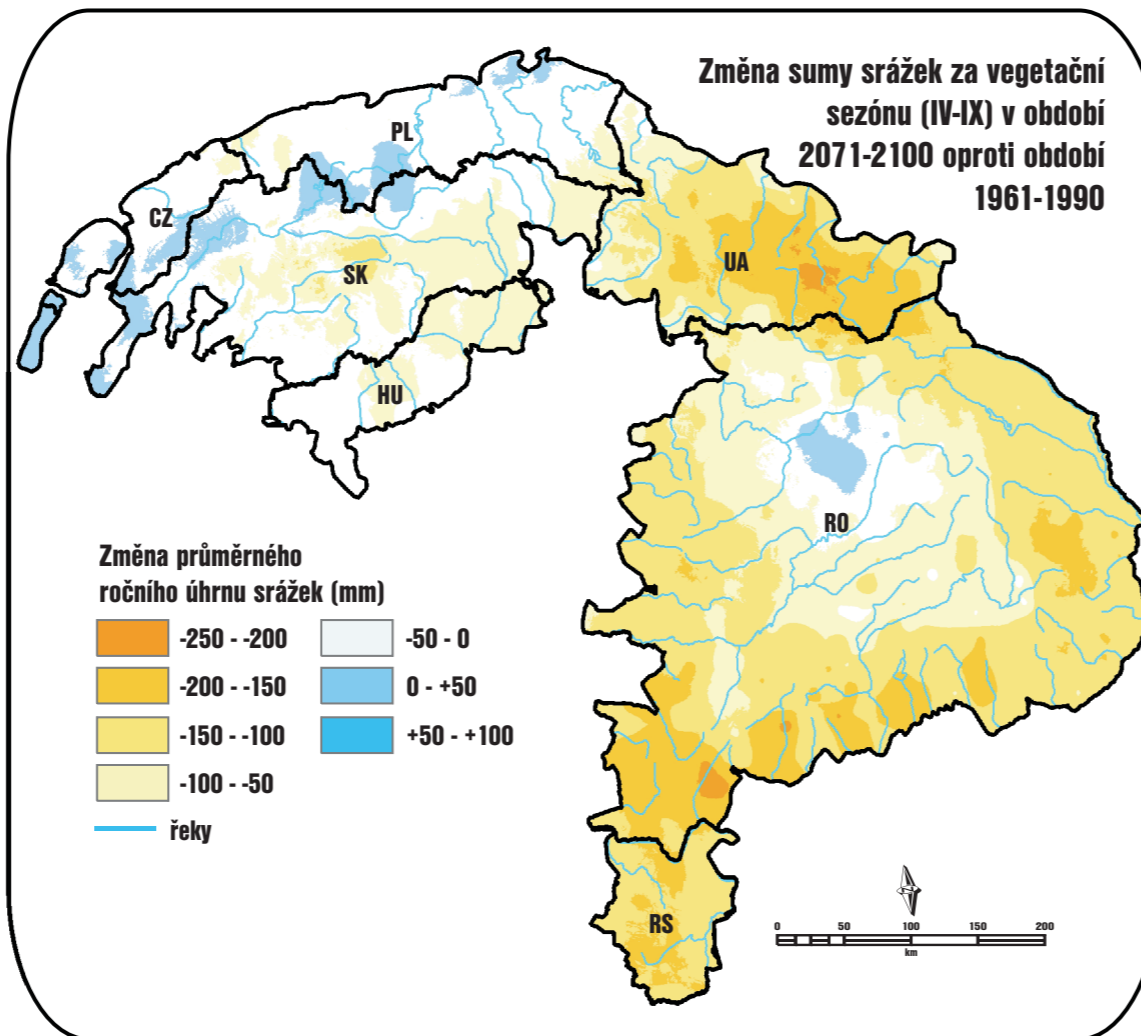 Změna sumy srážek za vegetační
sezónu (IV-IX) v období
2071-2100 oproti období
1961-1990
PL
CZ
SK
UA
HU
RO
RS
Změna průměrného
ročního úhrnu srážek (mm)
-250 - -200
-200 - -150
-150 - -100
-100 - -50
-50 - 0
0 - +50
+50 - +100
řeky
0 50 100 150 200
km